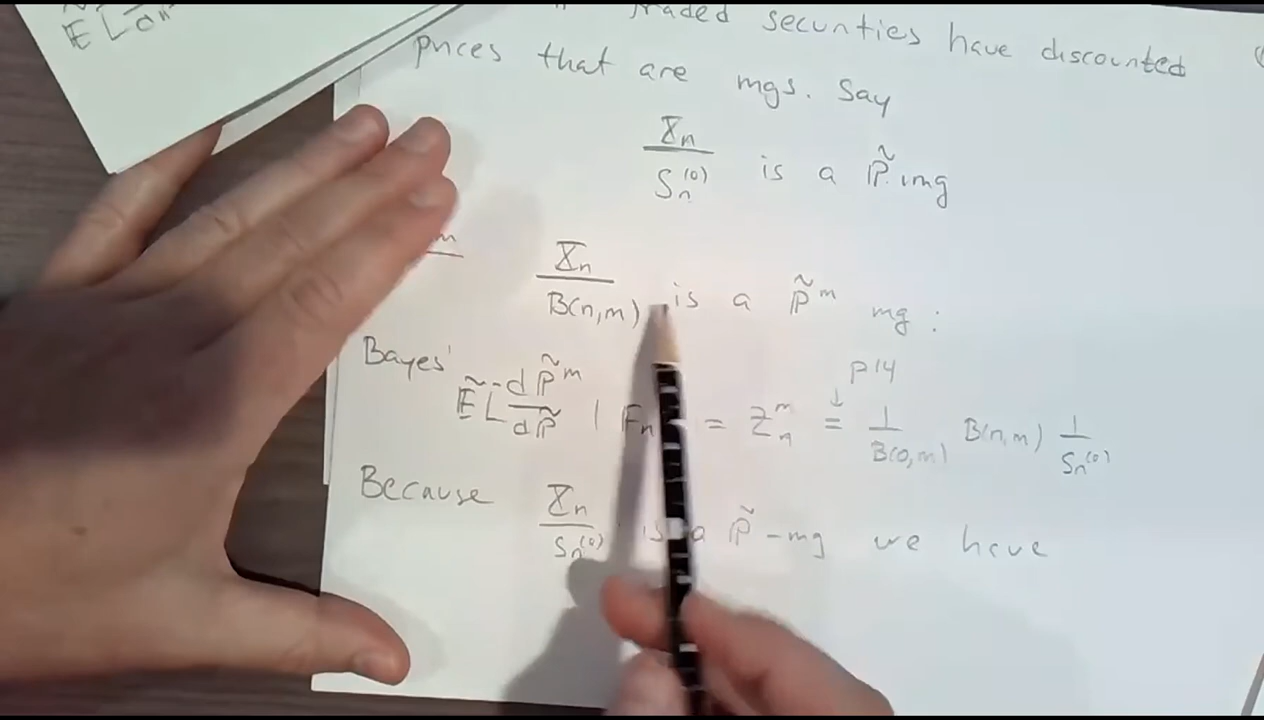 Ẽ [ d
traded securities have discounted
prices that are mgs. Say
X_n / S_n^(0) is a P̃ mg
X_n / B(n,m) is a P̃^m mg :
p14
Bayes' Ẽ [ dP̃^m / dP̃ | F_n = Z_n^m = 1 / B(0,m) B(n,m) 1 / S_n^(0)
↓
Because X_n / S_n^(0) is a P̃-mg we have